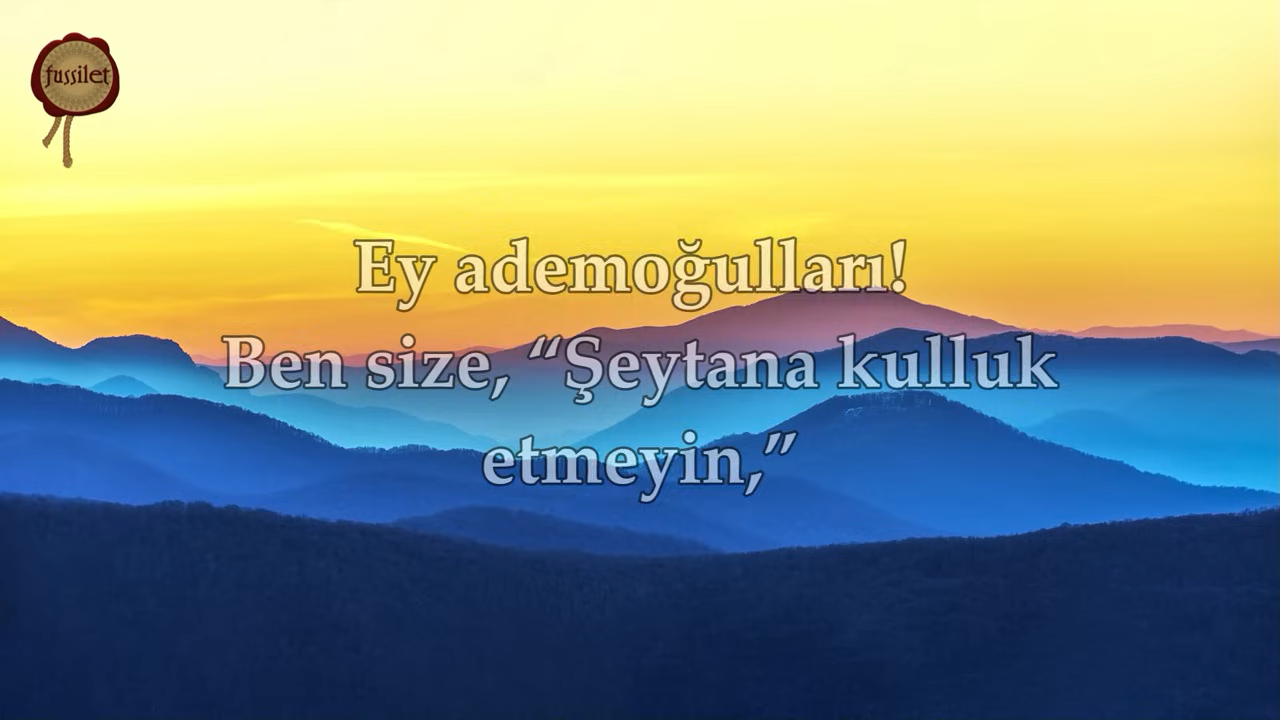 fussilet
Ey ademoğulları!
Ben size, “Şeytana kulluk
etmeyin,”